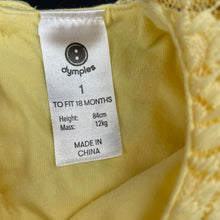 dymples
1
TO FIT 18 MONTHS
Height: 84cm
Mass: 12kg
MADE IN
CHINA